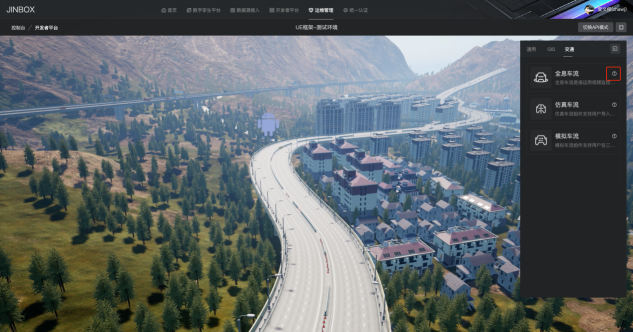 JINBOX
首页 数字孪生平台 数据源接入 开发者平台 运维管理 统一认证
控制台 / 开发者平台
UE框架-测试环境
切换API模式
通用 GIS 交通
全息车流
仿真车流
模拟车流